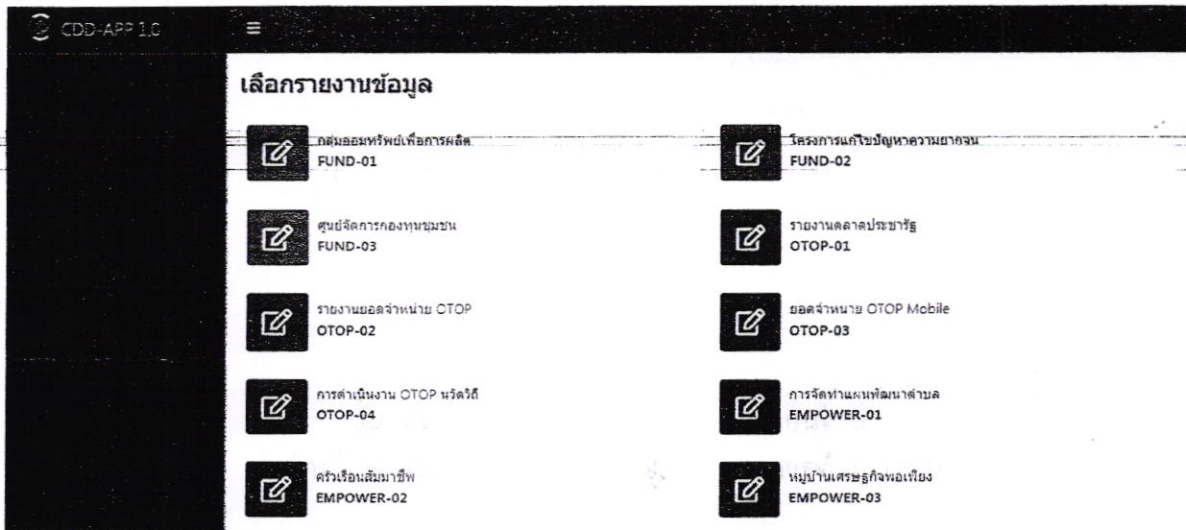 CDD-APP 1.0
เลือกรายงานข้อมูล
กลุ่มออมทรัพย์เพื่อการผลิต
FUND-01
โครงการแก้ไขปัญหาความยากจน
FUND-02
ศูนย์จัดการกองทุนชุมชน
FUND-03
รายงานตลาดประชารัฐ
OTOP-01
รายงานยอดจำหน่าย OTOP
OTOP-02
ยอดจำหน่าย OTOP Mobile
OTOP-03
การดำเนินงาน OTOP นวัตวิถี
OTOP-04
การจัดทำแผนพัฒนาตำบล
EMPOWER-01
ครัวเรือนสัมมาชีพ
EMPOWER-02
หมู่บ้านเศรษฐกิจพอเพียง
EMPOWER-03